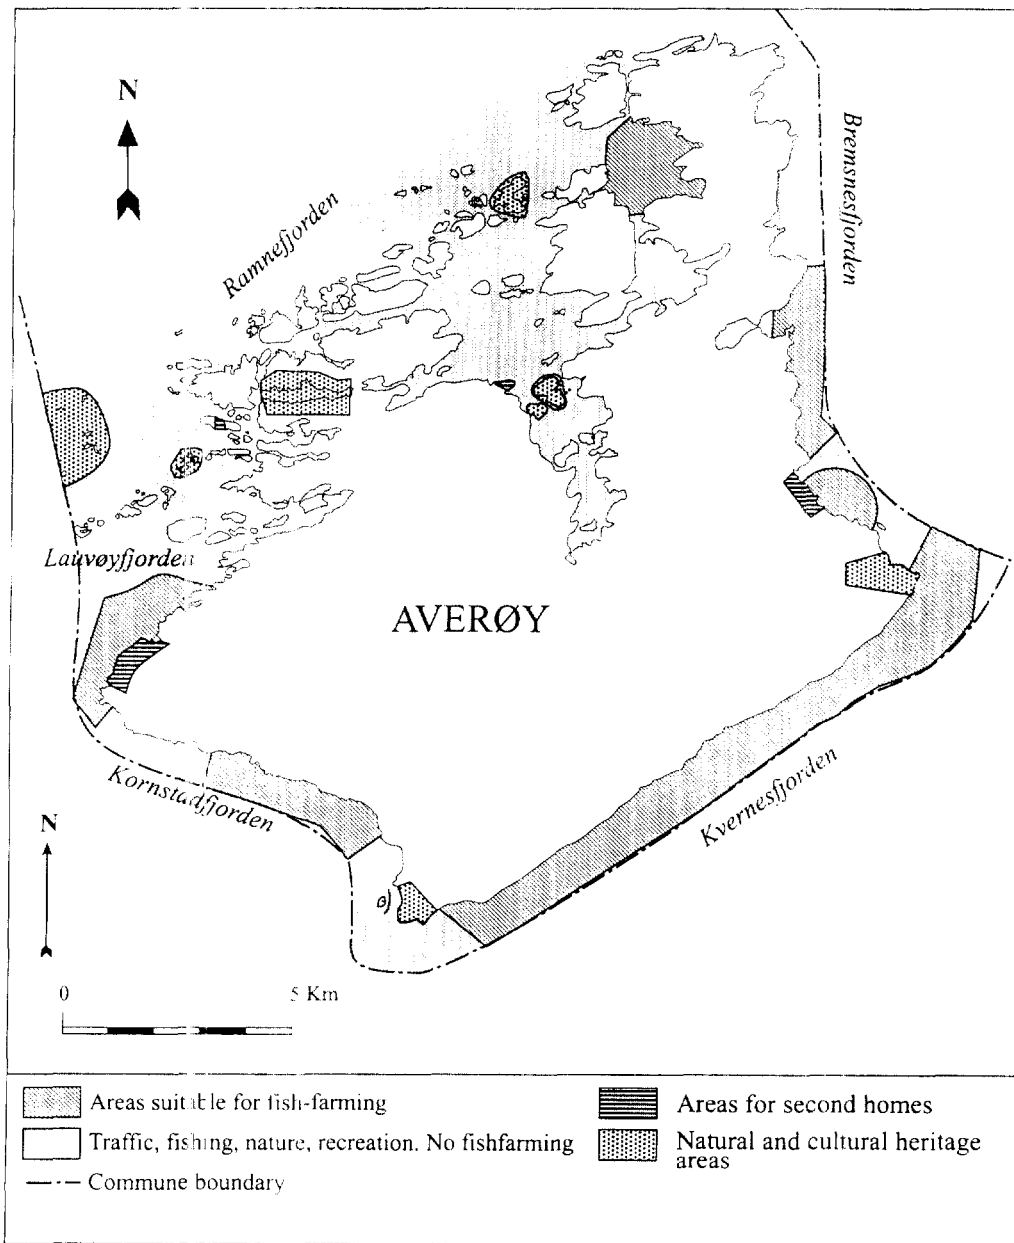 N
Bremsnesfjorden
Ramnefjorden
Lauvøyfjorden
AVERØY
Kornstadfjorden
Kvernesfjorden
N
0 5 Km
Areas suitable for fish-farming
Traffic, fishing, nature, recreation. No fishfarming
Commune boundary
Areas for second homes
Natural and cultural heritage
areas